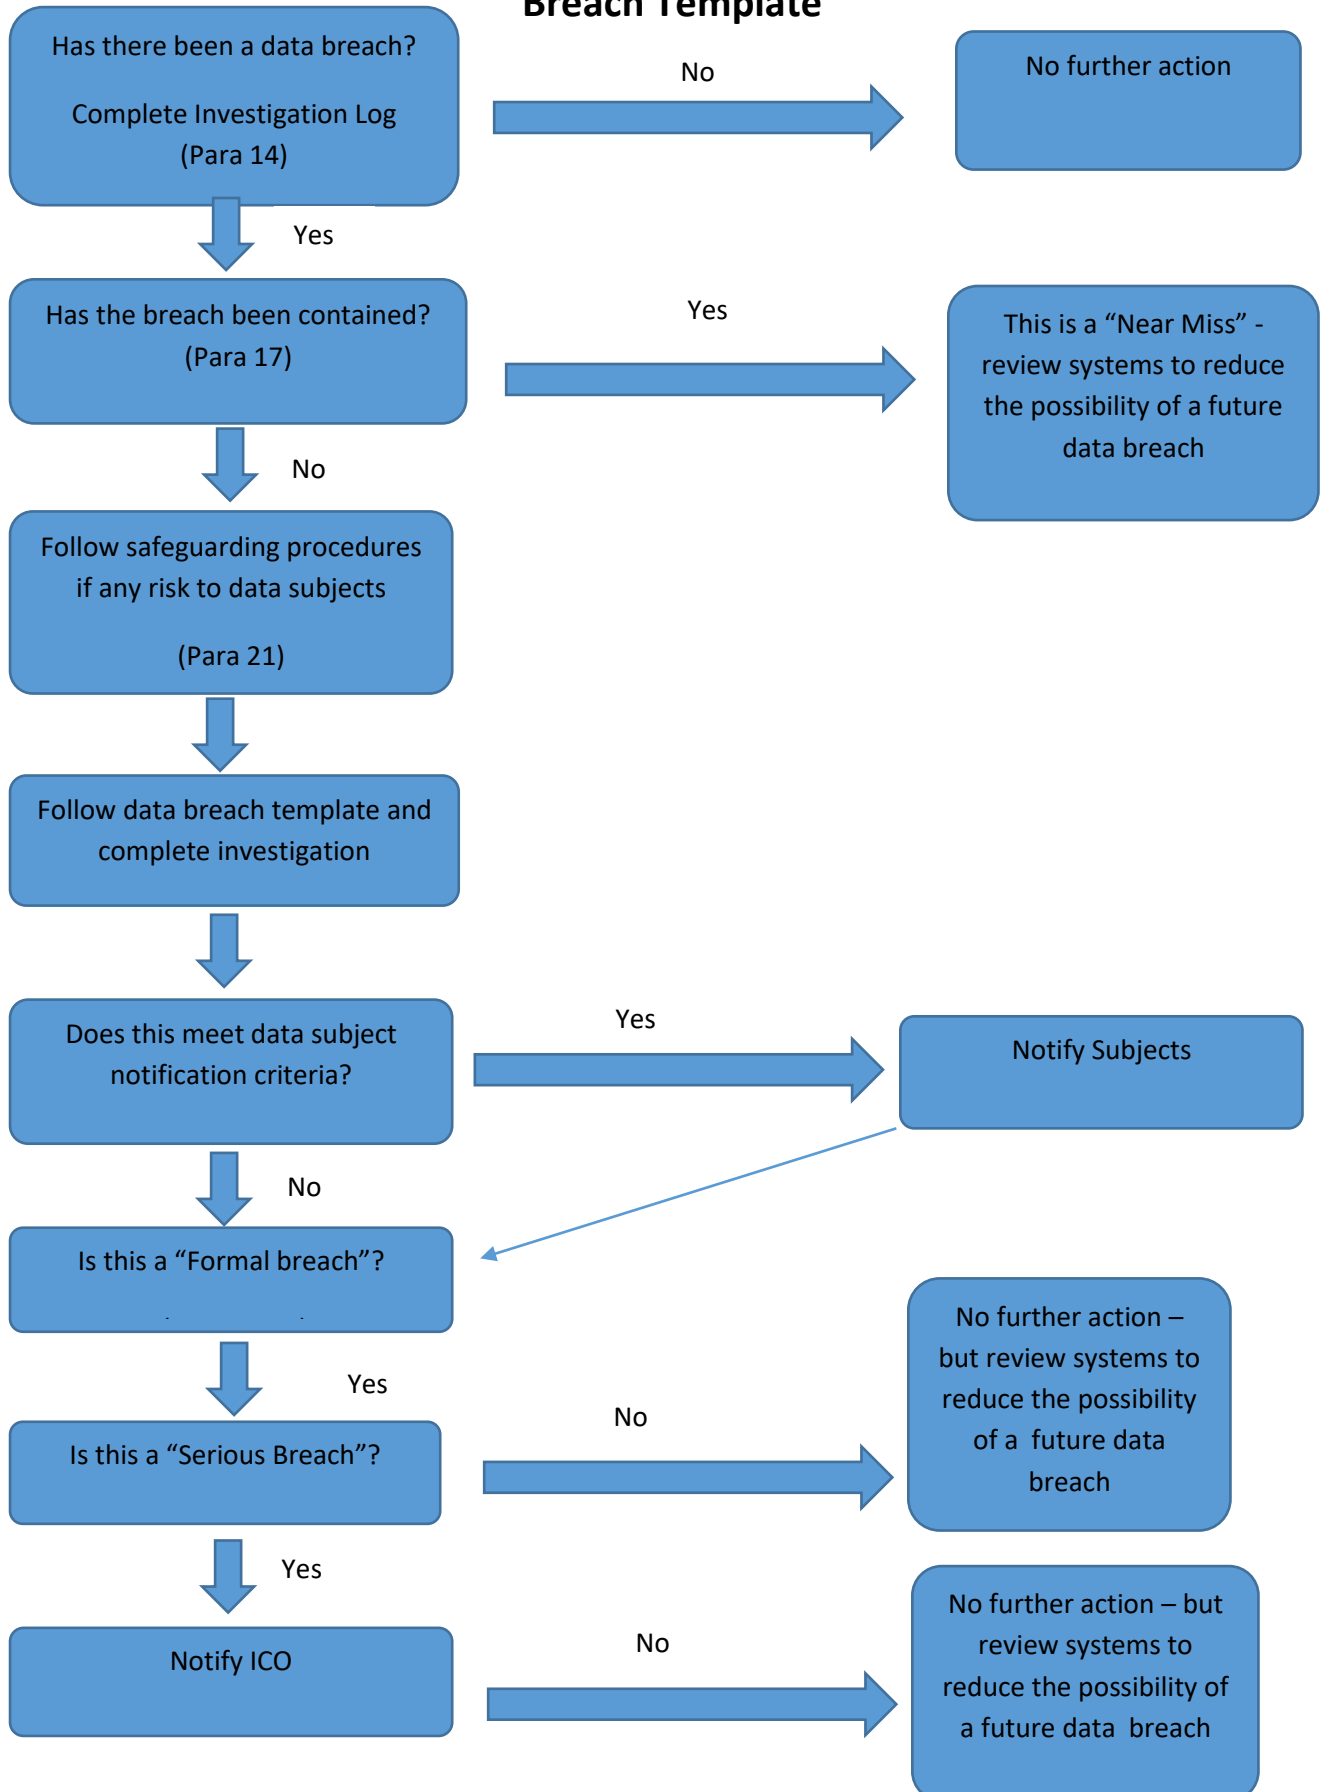 Breach Template
Has there been a data breach?
Complete Investigation Log
(Para 14)
No
No further action
Yes
Has the breach been contained?
(Para 17)
Yes
This is a “Near Miss” -
review systems to reduce
the possibility of a future
data breach
No
Follow safeguarding procedures
if any risk to data subjects
(Para 21)
Follow data breach template and
complete investigation
Does this meet data subject
notification criteria?
Yes
Notify Subjects
No
Is this a “Formal breach”?
Yes
Is this a “Serious Breach”?
No
No further action –
but review systems to
reduce the possibility
of a future data
breach
Yes
Notify ICO
No
No further action – but
review systems to
reduce the possibility of
a future data breach